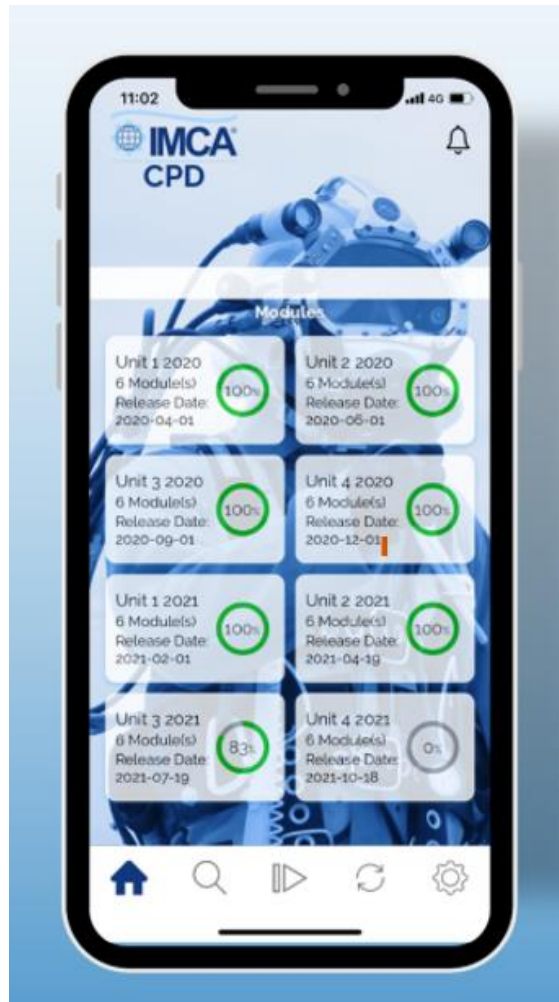 11:02
4G
IMCA
CPD
Modules
Unit 1 2020
6 Module(s)
Release Date:
2020-04-01
100%
Unit 2 2020
6 Module(s)
Release Date:
2020-06-01
100%
Unit 3 2020
6 Module(s)
Release Date:
2020-09-01
100%
Unit 4 2020
6 Module(s)
Release Date:
2020-12-01
100%
Unit 1 2021
6 Module(s)
Release Date:
2021-02-01
100%
Unit 2 2021
6 Module(s)
Release Date:
2021-04-19
100%
Unit 3 2021
6 Module(s)
Release Date:
2021-07-19
83%
Unit 4 2021
6 Module(s)
Release Date:
2021-10-18
0%